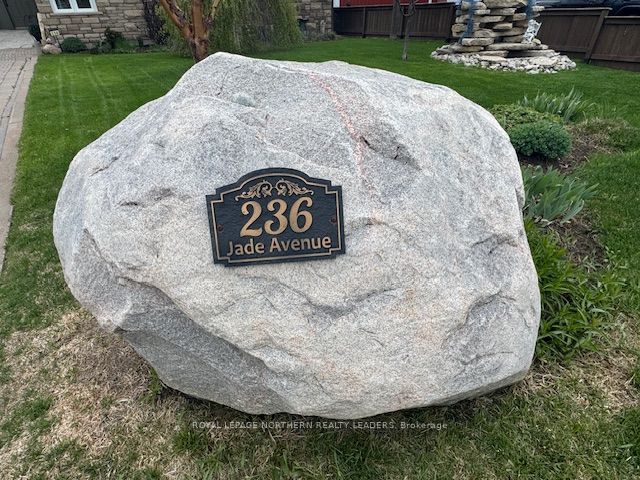 236
Jade Avenue
ROYAL LEPAGE NORTHERN REALTY LEADERS, Brokerage